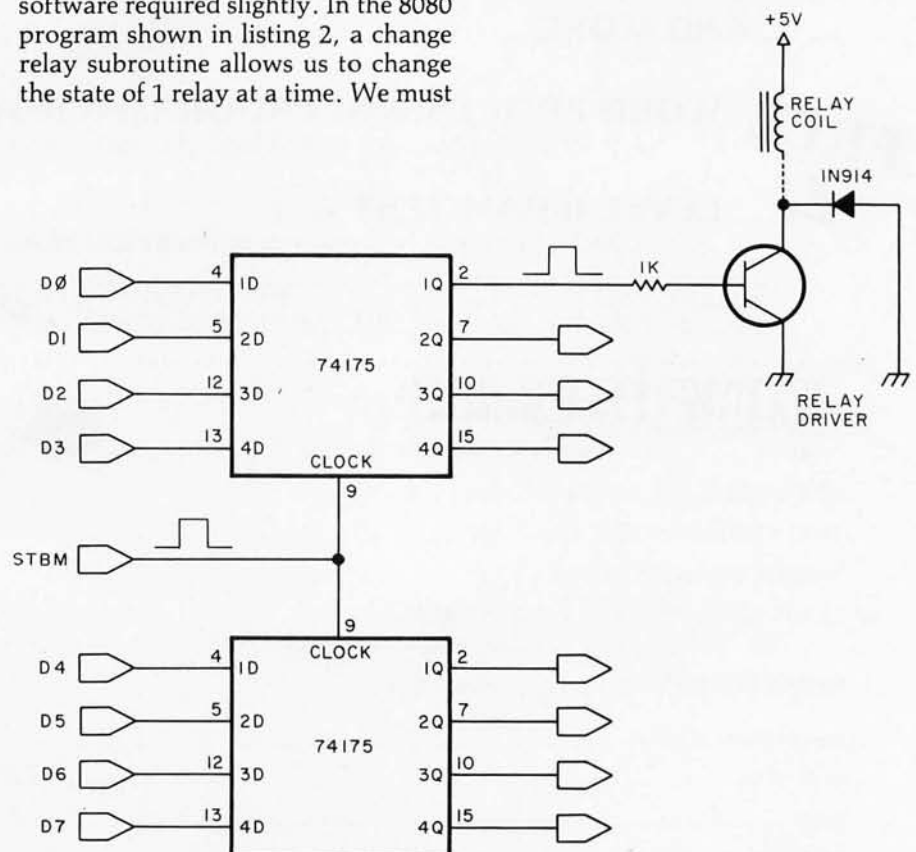 software required slightly. In the 8080
program shown in listing 2, a change
relay subroutine allows us to change
the state of 1 relay at a time. We must
+5V
RELAY
COIL
1N914
DØ
4
1D
1Q
2
1K
D1
5
2D
2Q
7
74175
D2
12
3D
3Q
10
D3
13
4D
4Q
15
CLOCK
9
RELAY
DRIVER
STBM
9
CLOCK
D4
4
1D
1Q
2
D5
5
2D
2Q
7
74175
D6
12
3D
3Q
10
D7
13
4D
4Q
15